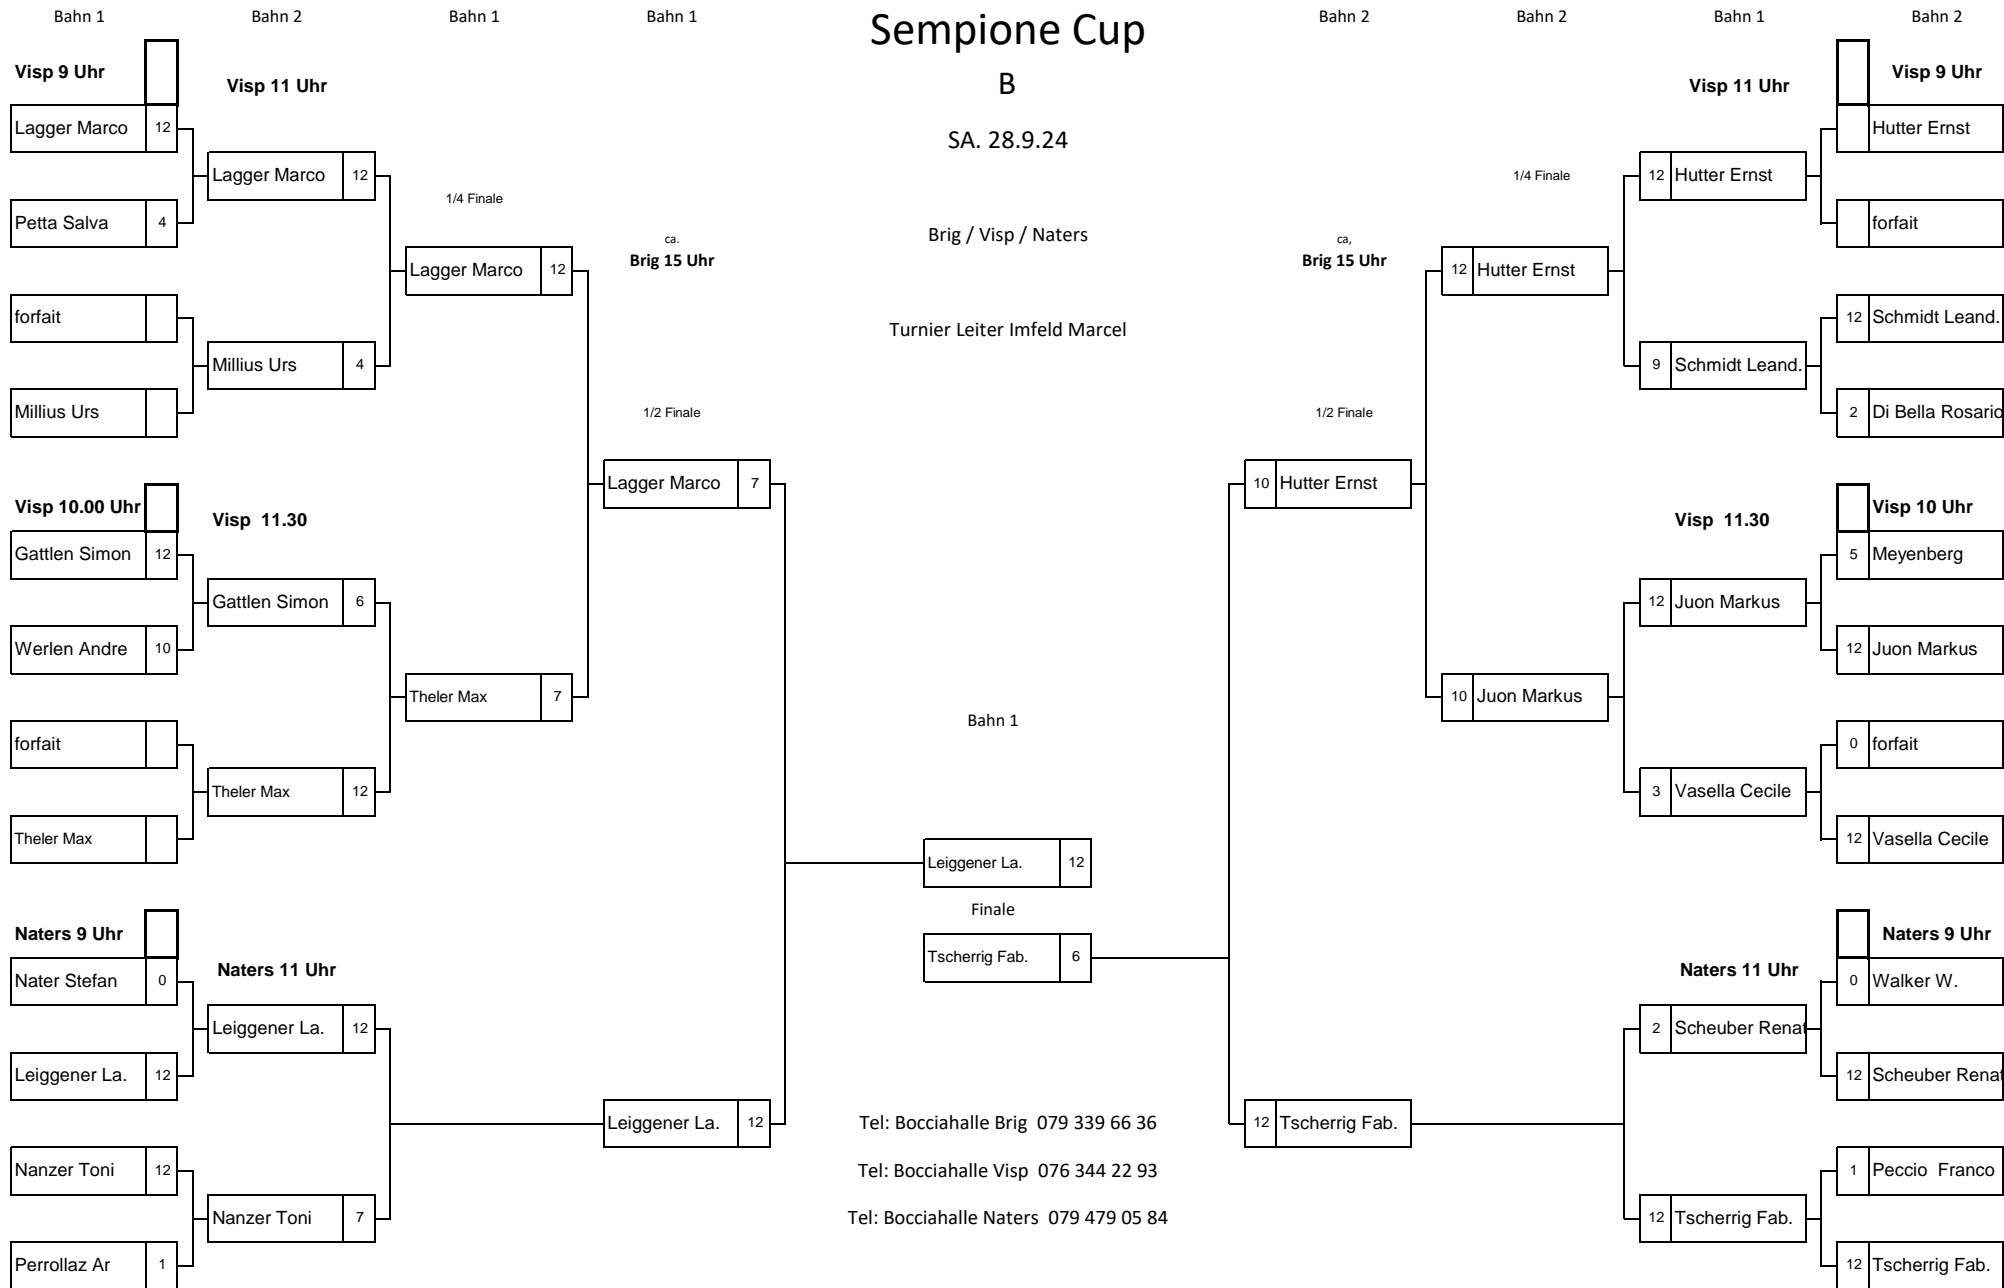 Bahn 1 Bahn 2 Bahn 1 Bahn 1 Sempione Cup Bahn 2 Bahn 2 Bahn 1 Bahn 2
B
SA. 28.9.24
Brig / Visp / Naters
Turnier Leiter Imfeld Marcel
Visp 9 Uhr
Lagger Marco 12
Petta Salva 4
forfait
Millius Urs
Visp 10.00 Uhr
Gattlen Simon 12
Werlen Andre 10
forfait
Theler Max
Naters 9 Uhr
Nater Stefan 0
Leiggener La. 12
Nanzer Toni 12
Perrollaz Ar 1
Visp 11 Uhr
Lagger Marco 12
Millius Urs 4
Visp 11.30
Gattlen Simon 6
Theler Max 12
Naters 11 Uhr
Leiggener La. 12
Nanzer Toni 7
1/4 Finale
Lagger Marco 12
Theler Max 7
ca.
Brig 15 Uhr
1/2 Finale
Lagger Marco 7
Leiggener La. 12
Bahn 1
Leiggener La. 12
Finale
Tscherrig Fab. 6
Tel: Bocciahalle Brig 079 339 66 36
Tel: Bocciahalle Visp 076 344 22 93
Tel: Bocciahalle Naters 079 479 05 84
ca,
Brig 15 Uhr
1/2 Finale
10 Hutter Ernst
12 Tscherrig Fab.
1/4 Finale
12 Hutter Ernst
10 Juon Markus
Visp 11 Uhr
12 Hutter Ernst
9 Schmidt Leand.
Visp 11.30
12 Juon Markus
3 Vasella Cecile
Naters 11 Uhr
2 Scheuber Renat
12 Tscherrig Fab.
Visp 9 Uhr
Hutter Ernst
forfait
12 Schmidt Leand.
2 Di Bella Rosario
Visp 10 Uhr
5 Meyenberg
12 Juon Markus
0 forfait
12 Vasella Cecile
Naters 9 Uhr
0 Walker W.
12 Scheuber Renat
1 Peccio Franco
12 Tscherrig Fab.